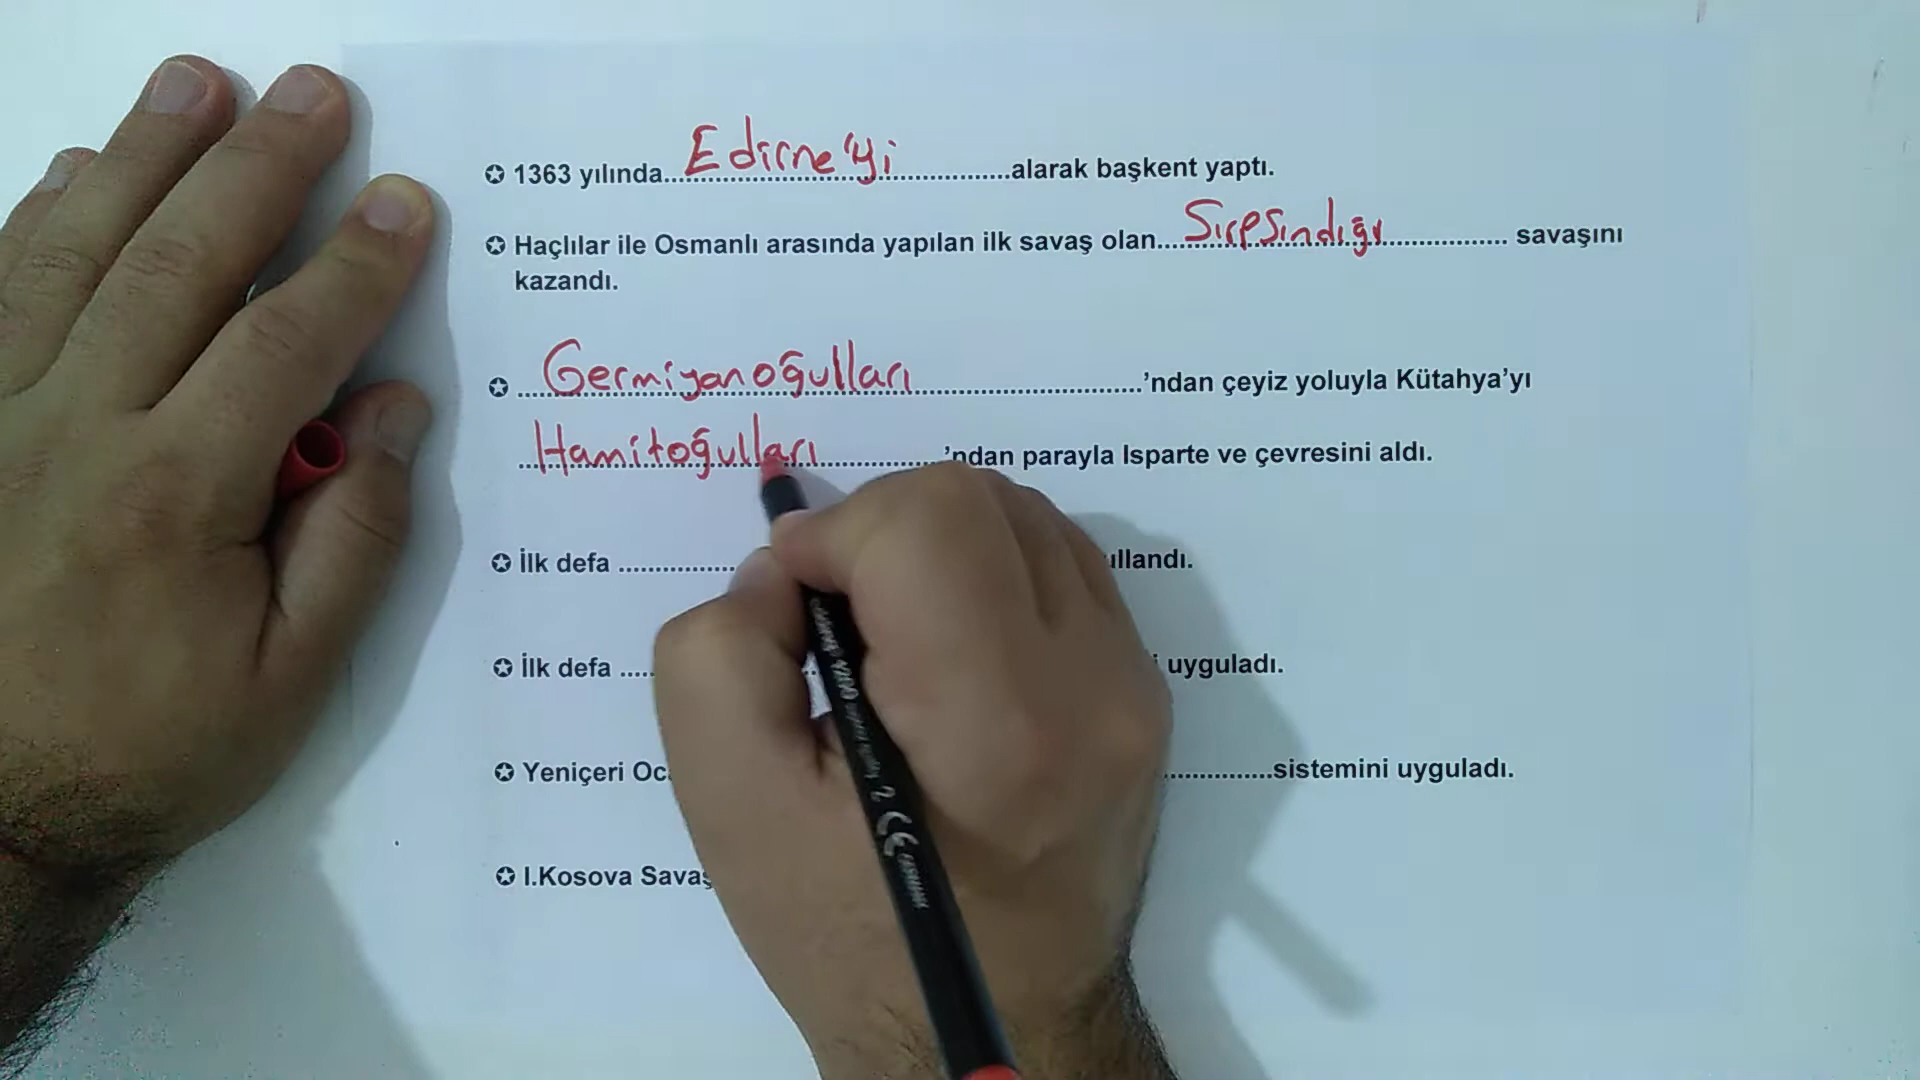 ✪ 1363 yılında....Edirne'yi....alarak başkent yaptı.
✪ Haçlılar ile Osmanlı arasında yapılan ilk savaş olan....Sırpsındığı.... savaşını
kazandı.
✪ ....Germiyanoğulları....'ndan çeyiz yoluyla Kütahya'yı
....Hamitoğulları....'ndan parayla Isparte ve çevresini aldı.
✪ İlk defa ................ ullandı.
✪ İlk defa ..... uyguladı.
✪ Yeniçeri Oc ...............sistemini uyguladı.
✪ I.Kosova Savaş